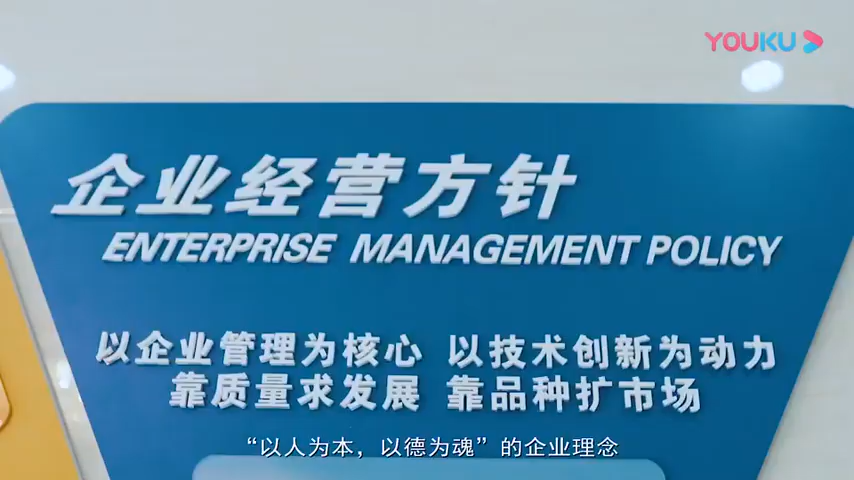 YOUKU
企业经营方针
ENTERPRISE MANAGEMENT POLICY
以企业管理为核心 以技术创新为动力
靠质量求发展 靠品种扩市场
“以人为本，以德为魂”的企业理念